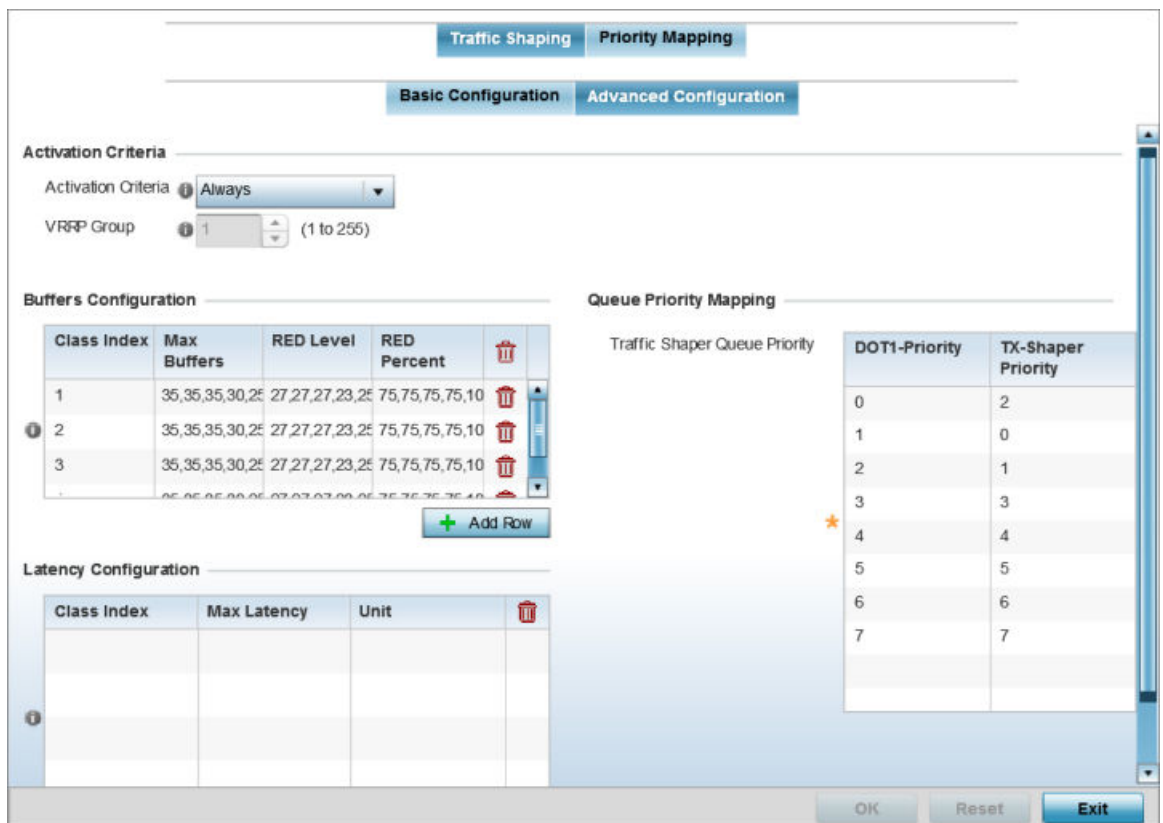 Traffic Shaping Priority Mapping
Basic Configuration Advanced Configuration
Activation Criteria
Activation Criteria Always
VRRP Group 1 (1 to 255)
Buffers Configuration
Class Index Max Buffers RED Level RED Percent
1 35,35,35,30,25 27,27,27,23,25 75,75,75,75,10
2 35,35,35,30,25 27,27,27,23,25 75,75,75,75,10
3 35,35,35,30,25 27,27,27,23,25 75,75,75,75,10
+ Add Row
Latency Configuration
Class Index Max Latency Unit
Queue Priority Mapping
Traffic Shaper Queue Priority
DOT1-Priority TX-Shaper Priority
0 2
1 0
2 1
3 3
4 4
5 5
6 6
7 7
OK Reset Exit